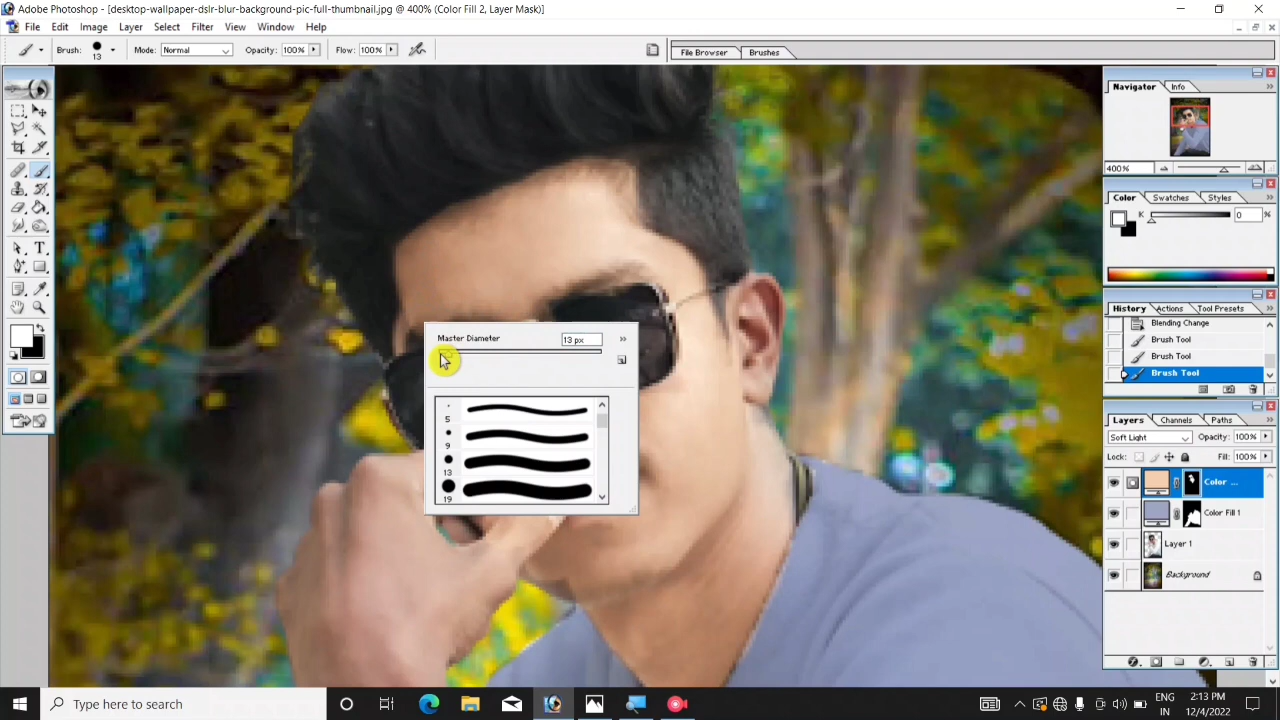 Adobe Photoshop - [desktop-wallpaper-dslr-blur-background-pic-full-thumbnail.jpg @ 400% (Color Fill 2, Layer Mask)]
File Edit Image Layer Select Filter View Window Help
Brush: 13 Mode: Normal Opacity: 100% Flow: 100% File Browser Brushes
Navigator Info
400%
Color Swatches Styles
K 0 %
History Actions Tool Presets
Blending Change
Brush Tool
Brush Tool
Brush Tool
Master Diameter 13 px
5
9
13
19
Layers Channels Paths
Soft Light Opacity: 100%
Lock: Fill: 100%
Color ...
Color Fill 1
Layer 1
Background
Type here to search
ENG
IN
2:13 PM
12/4/2022